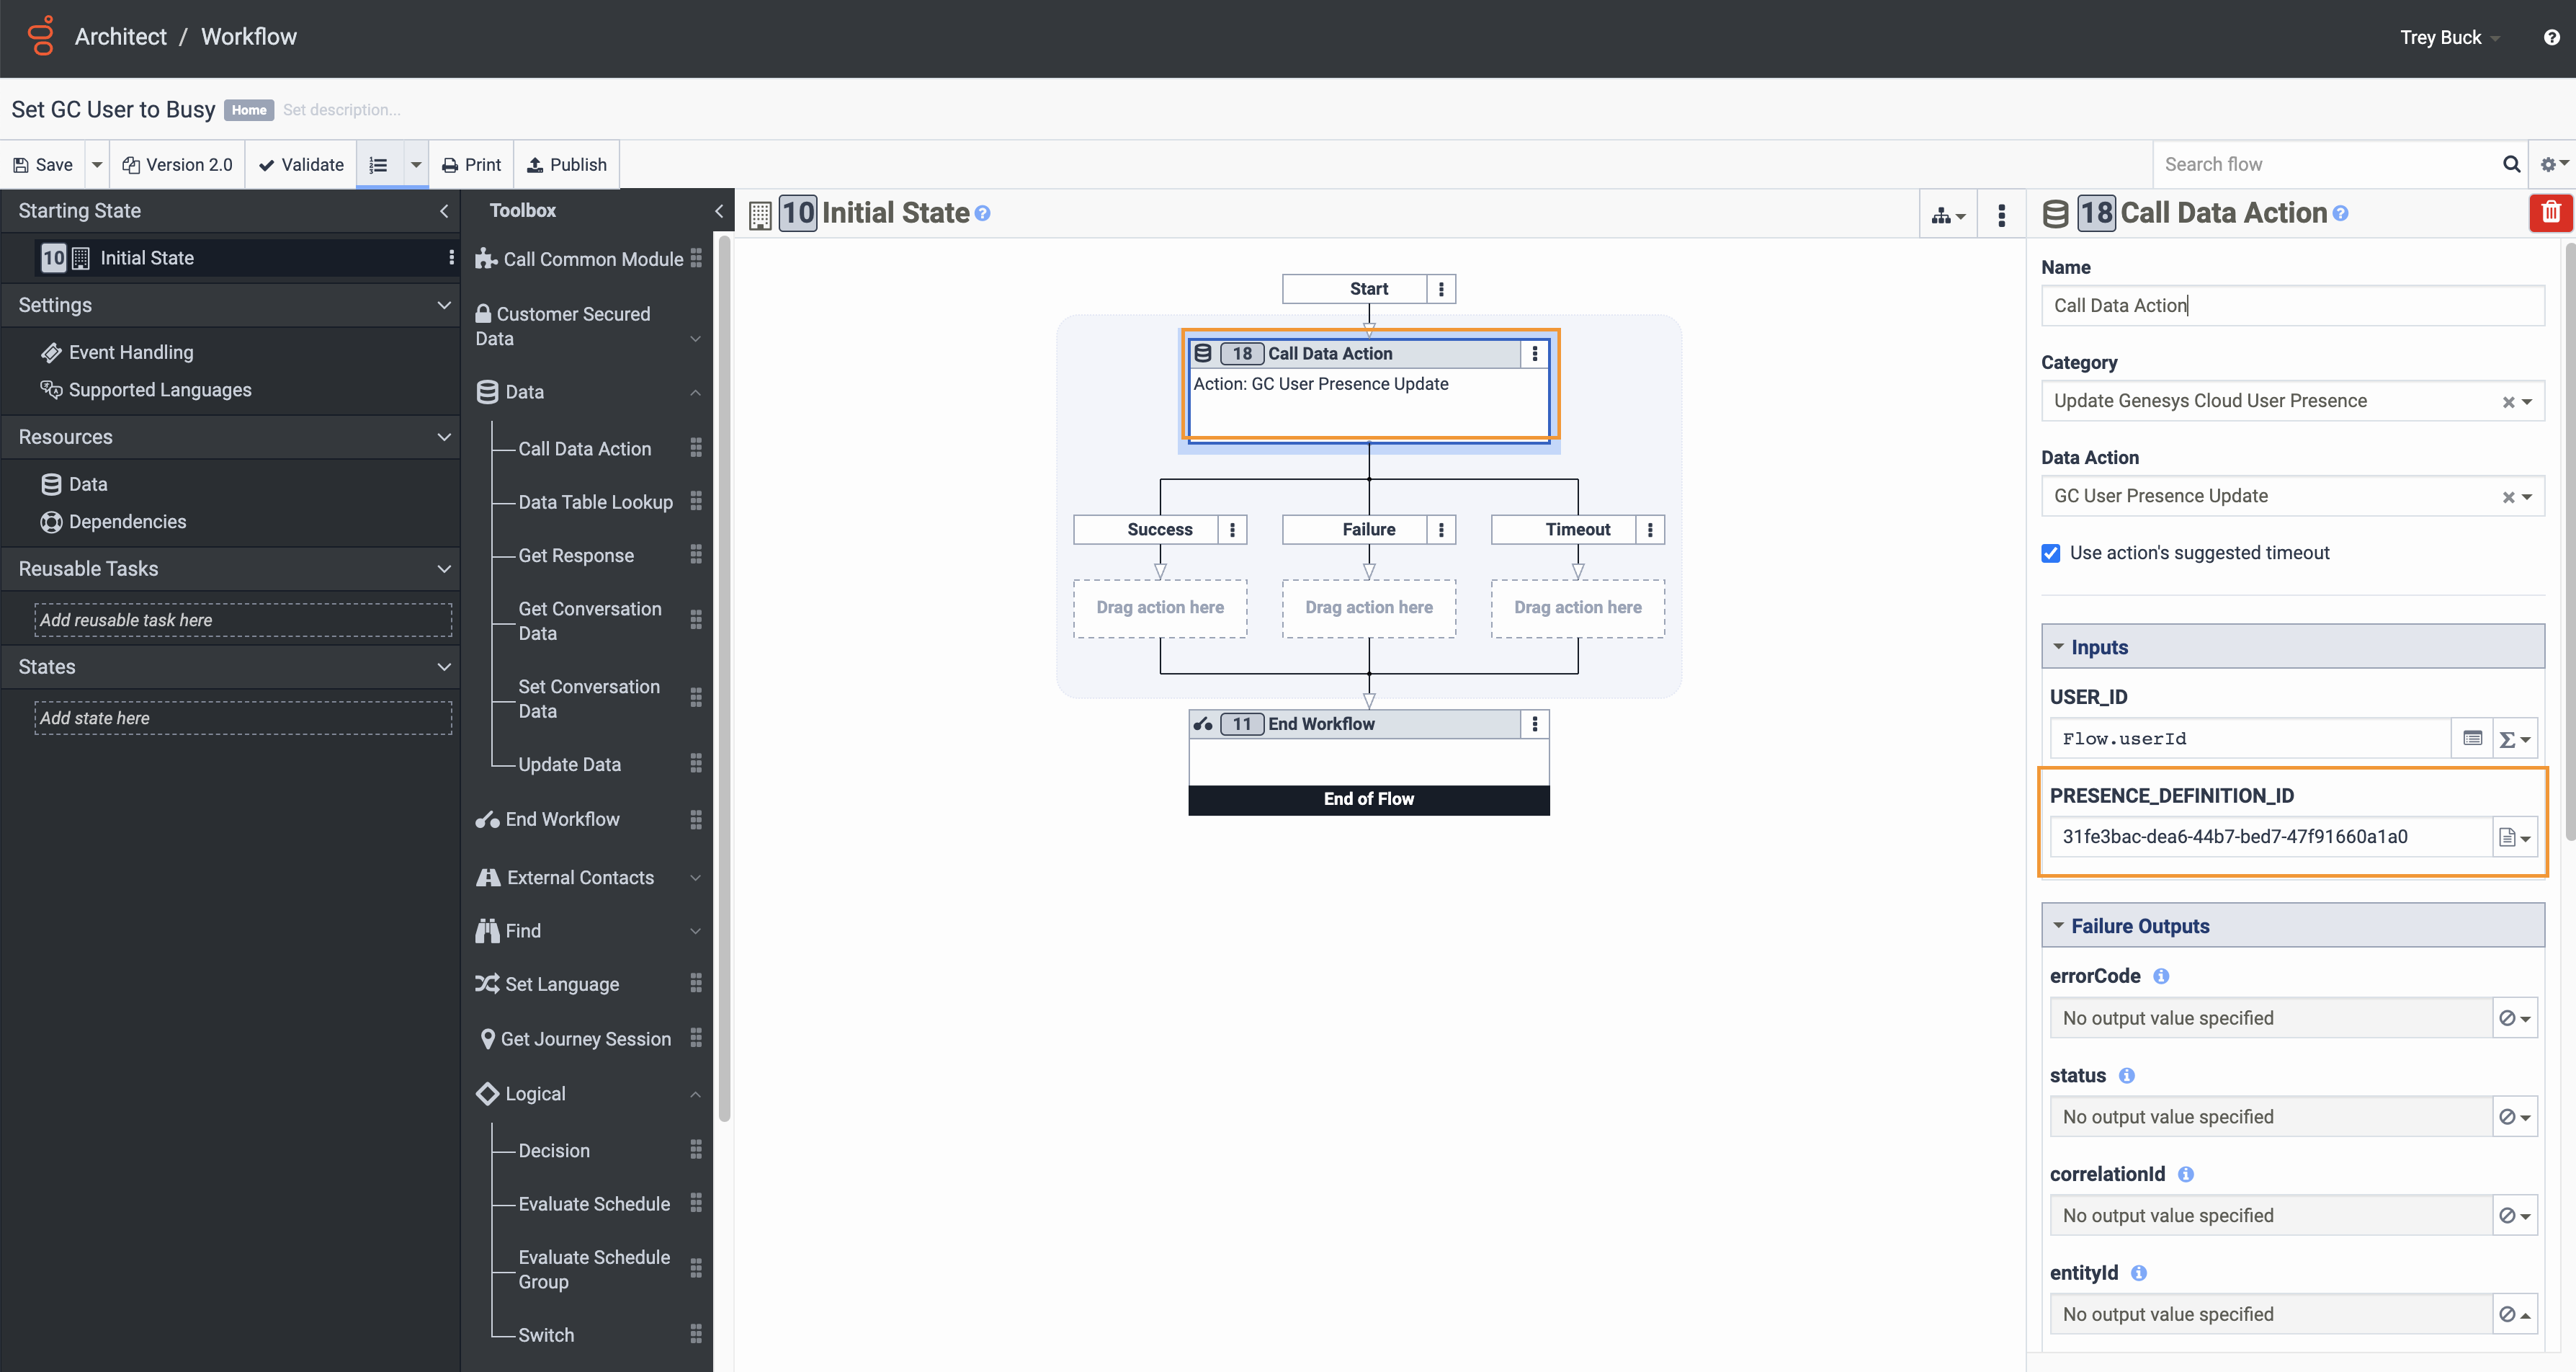 Architect / Workflow
Trey Buck
Set GC User to Busy Home Set description...
Save Version 2.0 Validate Print Publish
Search flow
Starting State
10 Initial State
Settings
Event Handling
Supported Languages
Resources
Data
Dependencies
Reusable Tasks
Add reusable task here
States
Add state here
Toolbox
Call Common Module
Customer Secured
Data
Data
Call Data Action
Data Table Lookup
Get Response
Get Conversation
Data
Set Conversation
Data
Update Data
End Workflow
External Contacts
Find
Set Language
Get Journey Session
Logical
Decision
Evaluate Schedule
Evaluate Schedule
Group
Switch
10 Initial State ?
Start
18 Call Data Action
Action: GC User Presence Update
Success Failure Timeout
Drag action here Drag action here Drag action here
11 End Workflow
End of Flow
18 Call Data Action ?
Name
Call Data Action
Category
Update Genesys Cloud User Presence
Data Action
GC User Presence Update
Use action's suggested timeout
Inputs
USER_ID
Flow.userId
PRESENCE_DEFINITION_ID
31fe3bac-dea6-44b7-bed7-47f91660a1a0
Failure Outputs
errorCode
No output value specified
status
No output value specified
correlationId
No output value specified
entityId
No output value specified